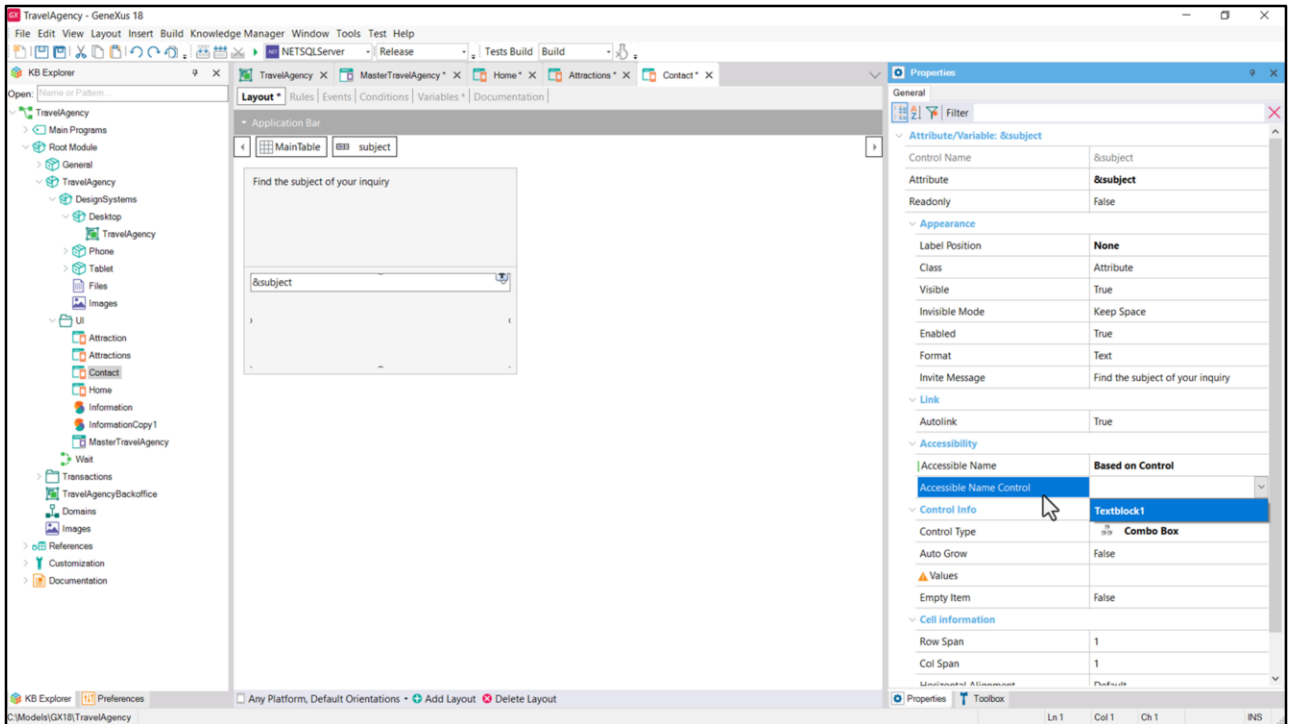 GX TravelAgency - GeneXus 18
File Edit View Layout Insert Build Knowledge Manager Window Tools Test Help
NETSQLServer Release Tests Build Build
KB Explorer
TravelAgency MasterTravelAgency * Home * Attractions * Contact *
Open: Name or Pattern ...
Layout * Rules Events Conditions Variables * Documentation
TravelAgency
Main Programs
Root Module
General
TravelAgency
DesignSystems
Desktop
TravelAgency
Phone
Tablet
Files
Images
UI
Attraction
Attractions
Contact
Home
Information
InformationCopy1
MasterTravelAgency
Wait
Transactions
TravelAgencyBackoffice
Domains
Images
References
Customization
Documentation
Application Bar
MainTable subject
Find the subject of your inquiry
&subject
Properties
General
Filter
Attribute/Variable: &subject
Control Name &subject
Attribute &subject
Readonly False
Appearance
Label Position None
Class Attribute
Visible True
Invisible Mode Keep Space
Enabled True
Format Text
Invite Message Find the subject of your inquiry
Link
Autolink True
Accessibility
Accessible Name Based on Control
Accessible Name Control
Textblock1
Control Info
Control Type Combo Box
Auto Grow False
Values
Empty Item False
Cell information
Row Span 1
Col Span 1
Horizontal Alignment Default
KB Explorer Preferences
Any Platform, Default Orientations Add Layout Delete Layout
Properties Toolbox
C:\Models\GX18\TravelAgency
Ln 1 Col 1 Ch 1 INS